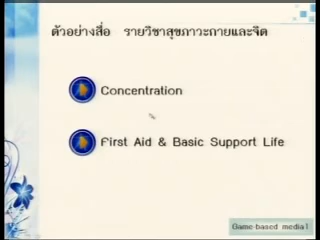 ตัวอย่างสื่อ รายวิชาสุขภาวะกายและจิต
Concentration
First Aid & Basic Support Life
Game-based media1